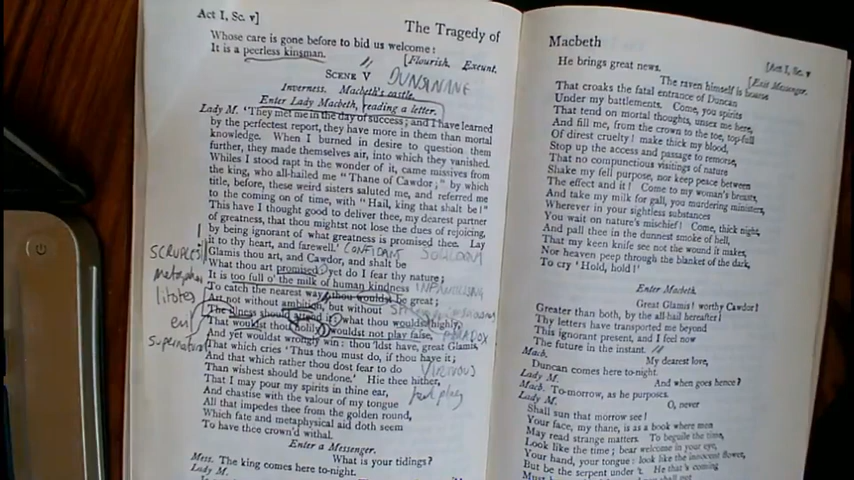 Act I, Sc. v]
The Tragedy of
Whose care is gone before to bid us welcome:
It is a peerless kinsman.
[Flourish. Exeunt.
SCENE V
DUNSINANE
Inverness. Macbeth's castle.
Enter Lady Macbeth, reading a letter.
Lady M. 'They met me in the day of success; and I have learned
by the perfectest report, they have more in them than mortal
knowledge. When I burned in desire to question them
further, they made themselves air, into which they vanished.
Whiles I stood rapt in the wonder of it, came missives from
the king, who all-hailed me "Thane of Cawdor;" by which
title, before, these weird sisters saluted me, and referred me
to the coming on of time, with "Hail, king that shalt be!"
This have I thought good to deliver thee, my dearest partner
of greatness, that thou mightst not lose the dues of rejoicing,
by being ignorant of what greatness is promised thee. Lay
it to thy heart, and farewell.' CONFIDANT SOLILOQUY
Glamis thou art, and Cawdor, and shalt be
SCRUPLES
What thou art promised: yet do I fear thy nature;
metaphor
It is too full o' the milk of human kindness
To catch the nearest way: thou wouldst be great;
litotes
Art not without ambition, but without
The illness should attend it: what thou wouldst highly,
That wouldst thou holily; wouldst not play false, PARADOX
supernatural
And yet wouldst wrongly win: thou'ldst have, great Glamis,
That which cries 'Thus thou must do, if thou have it;
And that which rather thou dost fear to do
VIRTUOUS
Than wishest should be undone.' Hie thee hither,
That I may pour my spirits in thine ear,
foul play
And chastise with the valour of my tongue
All that impedes thee from the golden round,
Which fate and metaphysical aid doth seem
To have thee crown'd withal.
Enter a Messenger.
What is your tidings?
Mess. The king comes here to-night.
Lady M.
Macbeth
[Act I, Sc. v
He brings great news.
[Exit Messenger.
The raven himself is hoarse
That croaks the fatal entrance of Duncan
Under my battlements. Come, you spirits
That tend on mortal thoughts, unsex me here,
And fill me, from the crown to the toe, top-full
Of direst cruelty! make thick my blood,
Stop up the access and passage to remorse,
That no compunctious visitings of nature
Shake my fell purpose, nor keep peace between
The effect and it! Come to my woman's breasts,
And take my milk for gall, you murdering ministers,
Wherever in your sightless substances
You wait on nature's mischief! Come, thick night,
And pall thee in the dunnest smoke of hell,
That my keen knife see not the wound it makes,
Nor heaven peep through the blanket of the dark,
To cry 'Hold, hold!'
Enter Macbeth.
Great Glamis! worthy Cawdor!
Greater than both, by the all-hail hereafter!
Thy letters have transported me beyond
This ignorant present, and I feel now
The future in the instant.
Macb. My dearest love,
Duncan comes here to-night.
Lady M. And when goes hence?
Macb. To-morrow, as he purposes.
Lady M. O, never
Shall sun that morrow see!
Your face, my thane, is as a book where men
May read strange matters. To beguile the time,
Look like the time; bear welcome in your eye,
Your hand, your tongue: look like the innocent flower,
But be the serpent under't. He that's coming